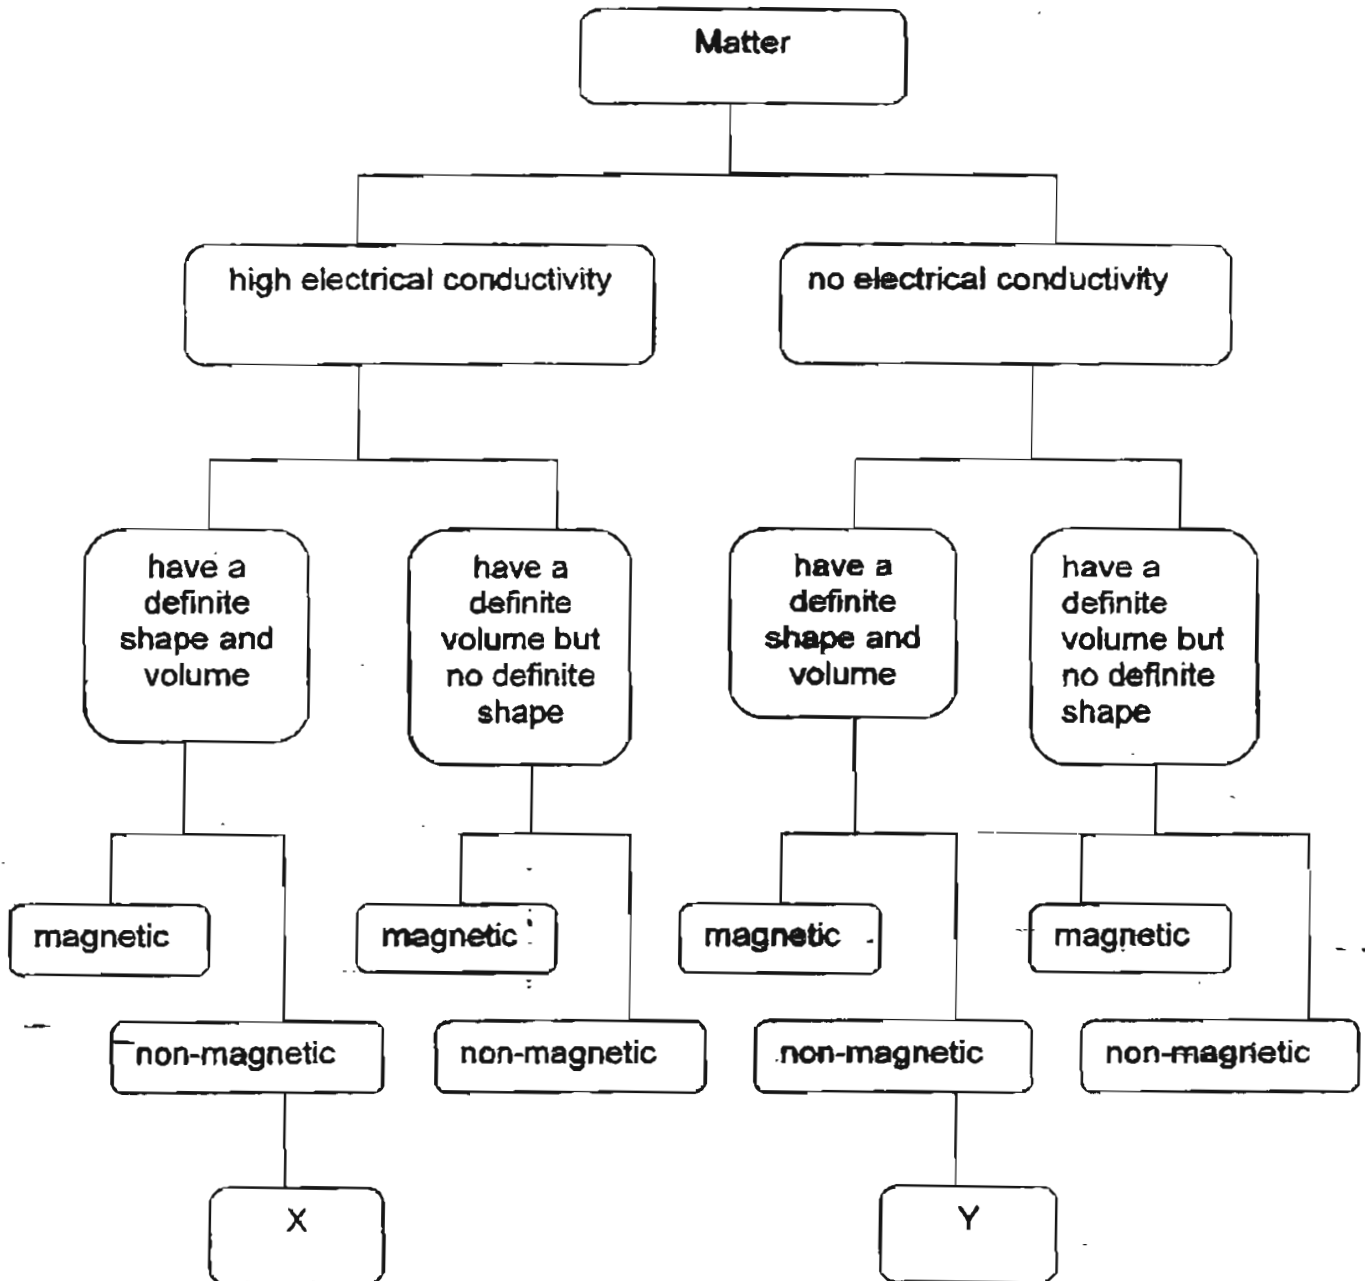 Matter
high electrical conductivity
no electrical conductivity
have a
definite
shape and
volume
have a
definite
volume but
no definite
shape
have a
definite
shape and
volume
have a
definite
volume but
no definite
shape
magnetic
magnetic
magnetic
magnetic
non-magnetic
non-magnetic
non-magnetic
non-magnetic
X
Y